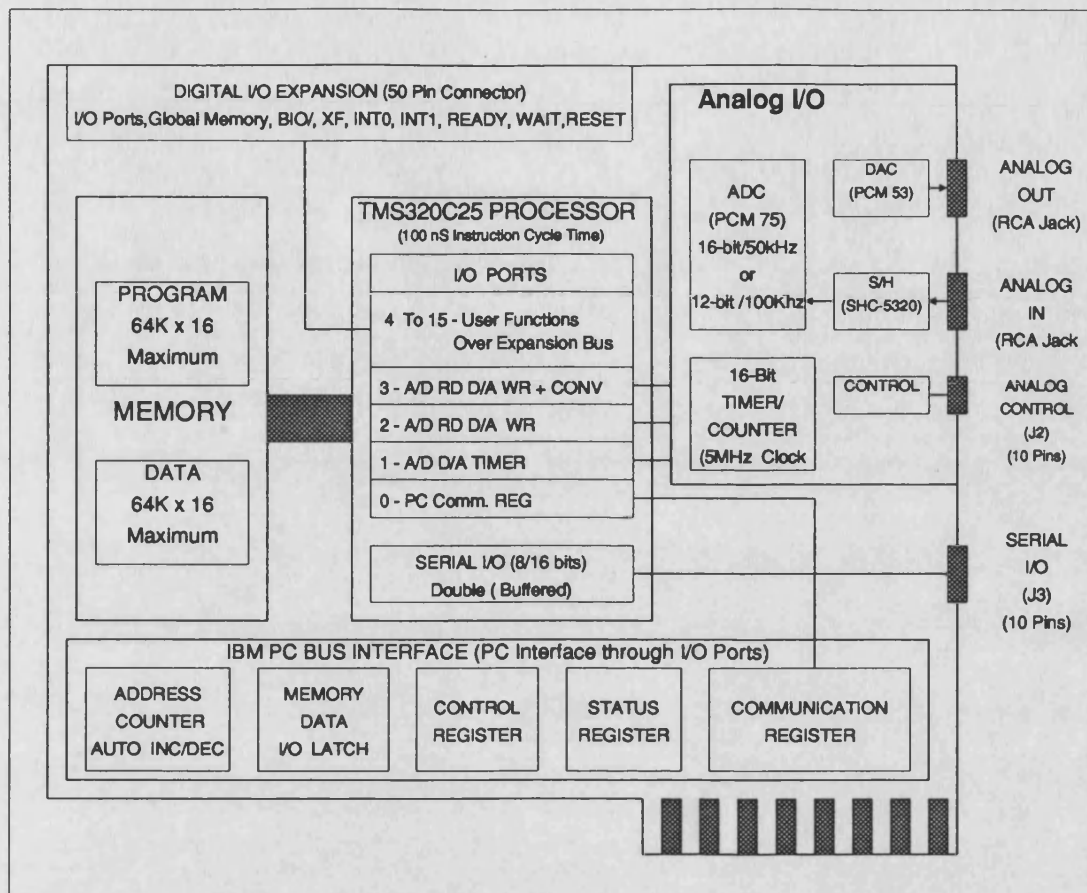 DIGITAL I/O EXPANSION (50 Pin Connector)
I/O Ports,Global Memory, BIO/, XF, INT0, INT1, READY, WAIT,RESET
Analog I/O
ADC
(PCM 75)
16-bit/50kHz
or
12-bit /100Khz
DAC
(PCM 53)
S/H
(SHC-5320)
CONTROL
16-Bit
TIMER/
COUNTER
(5MHz Clock
ANALOG
OUT
(RCA Jack)
ANALOG
IN
(RCA Jack
ANALOG
CONTROL
(J2)
(10 Pins)
SERIAL
I/O
(J3)
(10 Pins)
PROGRAM
64K x 16
Maximum
MEMORY
DATA
64K x 16
Maximum
TMS320C25 PROCESSOR
(100 nS Instruction Cycle Time)
I/O PORTS
4 To 15 - User Functions
Over Expansion Bus
3 - A/D RD D/A WR + CONV
2 - A/D RD D/A WR
1 - A/D D/A TIMER
0 - PC Comm. REG
SERIAL I/O (8/16 bits)
Double ( Buffered)
IBM PC BUS INTERFACE (PC Interface through I/O Ports)
ADDRESS
COUNTER
AUTO INC/DEC
MEMORY
DATA
I/O LATCH
CONTROL
REGISTER
STATUS
REGISTER
COMMUNICATION
REGISTER